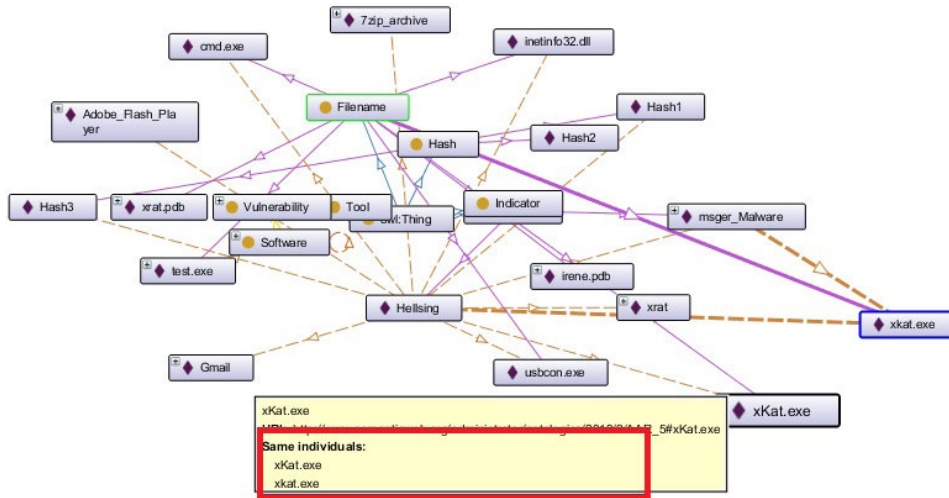 7zip_archive
cmd.exe
inetinfo32.dll
Filename
Adobe_Flash_Pla
yer
Hash1
Hash
Hash2
Hash3
xrat.pdb
Vulnerability
Tool
Indicator
msger_Malware
Software
test.exe
irene.pdb
Hellsing
xrat
xkat.exe
Gmail
usbcon.exe
xKat.exe
xKat.exe
Same individuals:
xKat.exe
xkat.exe